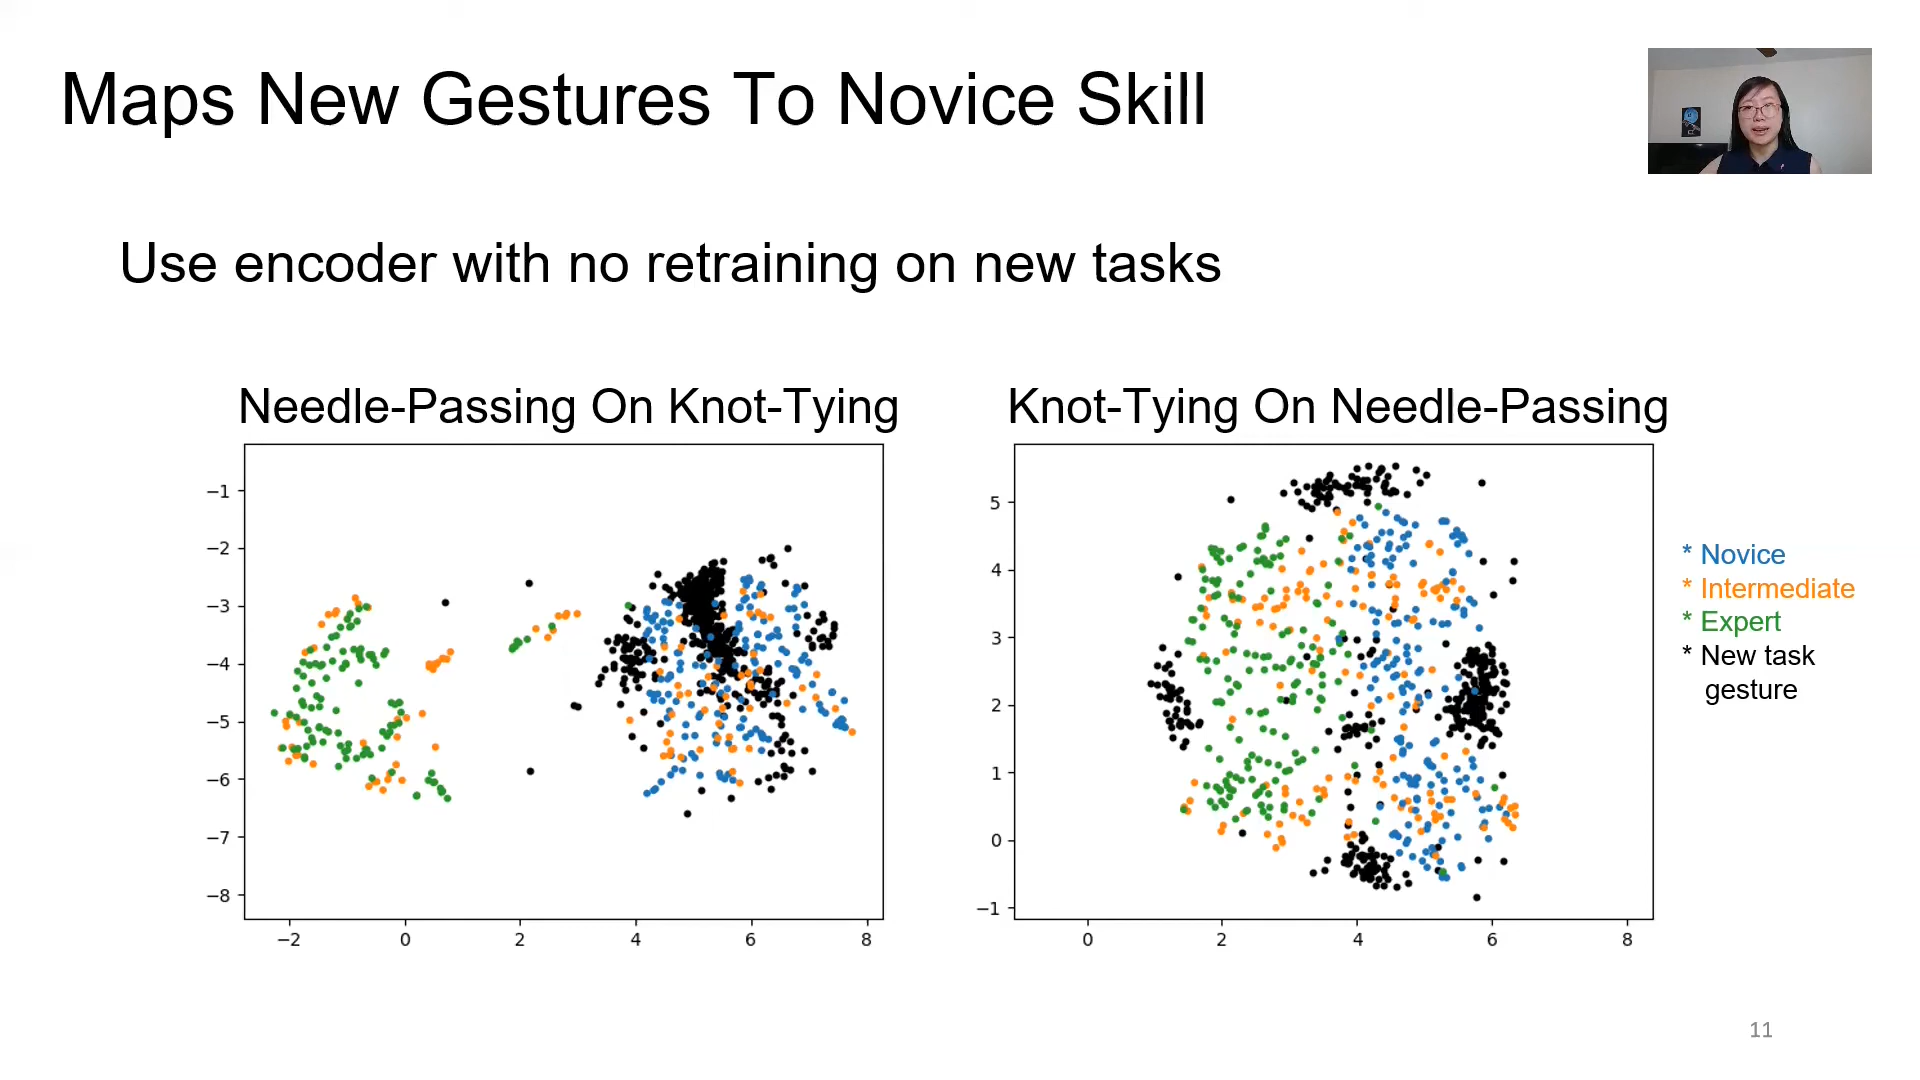 Maps New Gestures To Novice Skill
Use encoder with no retraining on new tasks
Needle-Passing On Knot-Tying
Knot-Tying On Needle-Passing
−1
−2
−3
−4
−5
−6
−7
−8
−2 0 2 4 6 8
5
4
3
2
1
0
−1
0 2 4 6 8
* Novice
* Intermediate
* Expert
* New task
gesture
11